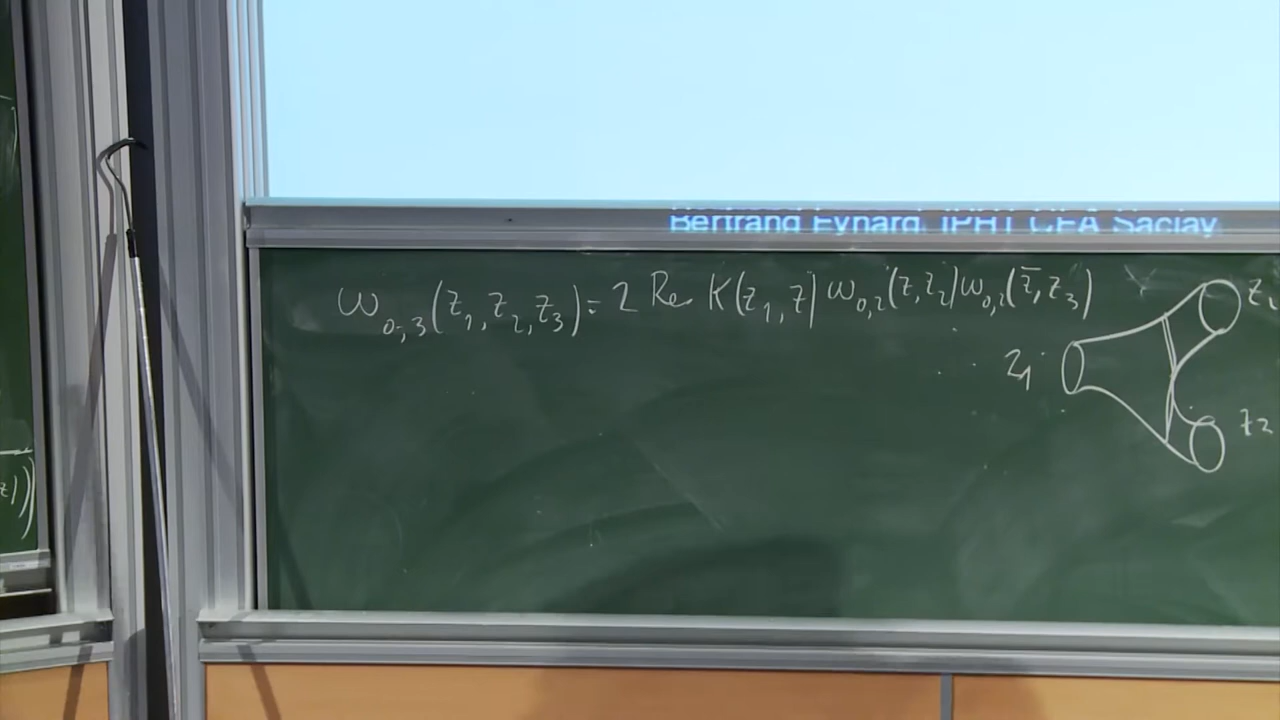 Bertrand Eynard, IPHT CEA Saclay
ω₀,₃(z₁,z₂,z₃) = 2 Res K(z₁,z) ω₀,₂(z,z₂) ω₀,₂(z̄,z₃)
z₁
z₂